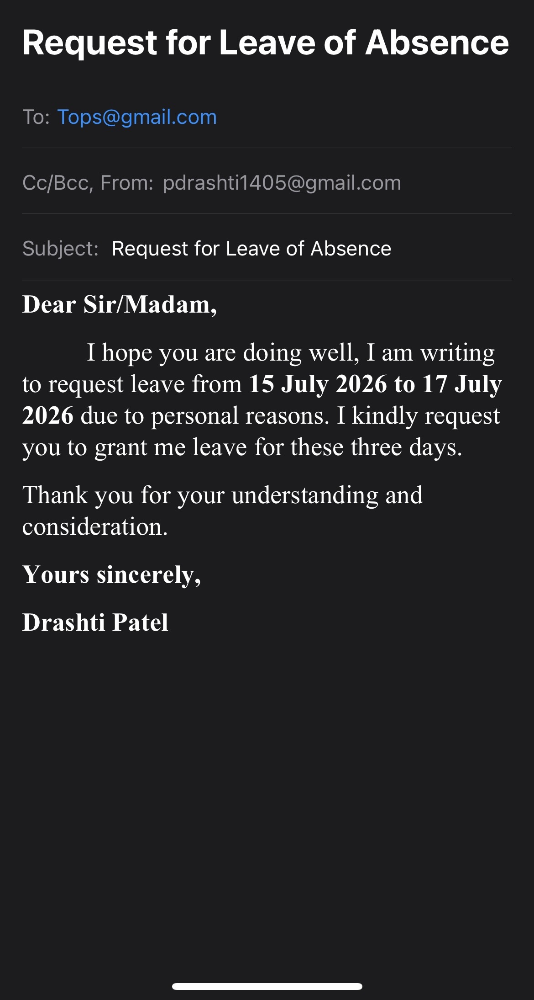 Request for Leave of Absence
To: Tops@gmail.com
Cc/Bcc, From: pdrashti1405@gmail.com
Subject: Request for Leave of Absence
Dear Sir/Madam,
I hope you are doing well, I am writing
to request leave from 15 July 2026 to 17 July
2026 due to personal reasons. I kindly request
you to grant me leave for these three days.
Thank you for your understanding and
consideration.
Yours sincerely,
Drashti Patel